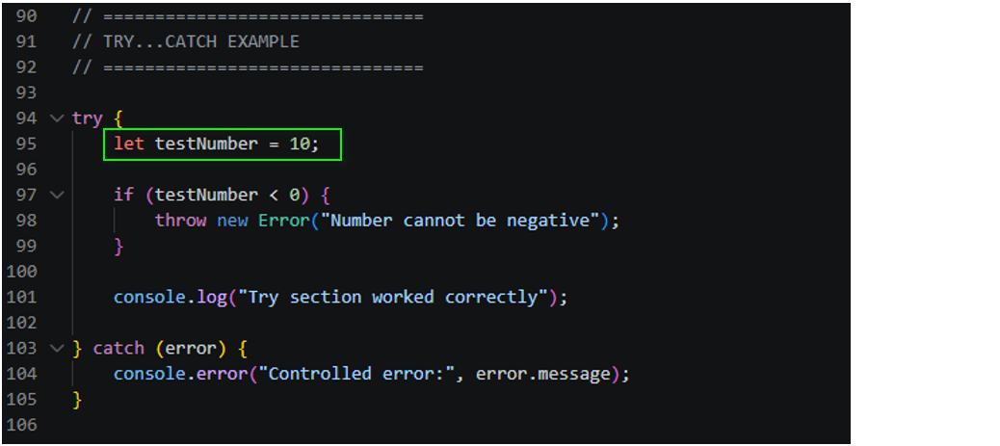 90 // ===============================
91 // TRY...CATCH EXAMPLE
92 // ===============================
93
94 try {
95 let testNumber = 10;
96
97 if (testNumber < 0) {
98 throw new Error("Number cannot be negative");
99 }
100
101 console.log("Try section worked correctly");
102
103 } catch (error) {
104 console.error("Controlled error:", error.message);
105 }
106